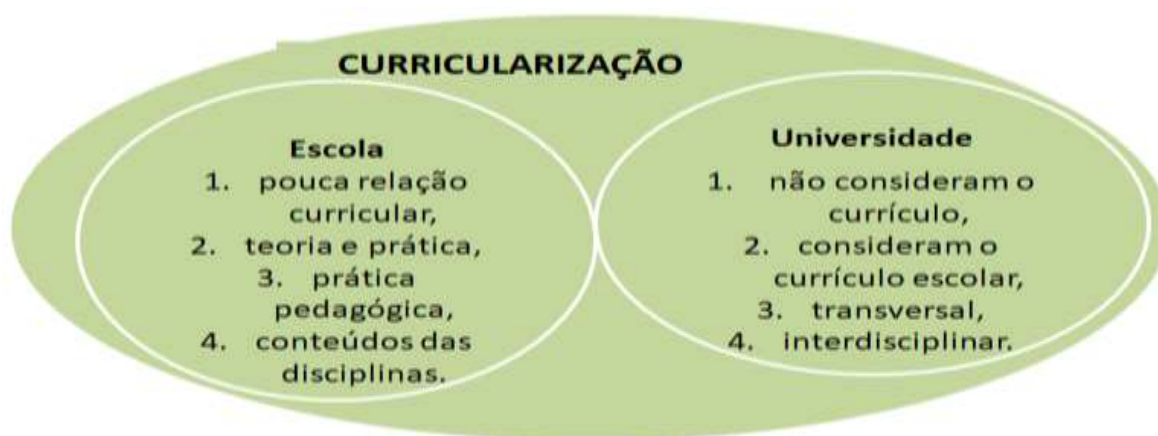 CURRICULARIZAÇÃO
Escola
1. pouca relação
curricular,
2. teoria e prática,
3. prática
pedagógica,
4. conteúdos das
disciplinas.
Universidade
1. não consideram o
currículo,
2. consideram o
currículo escolar,
3. transversal,
4. interdisciplinar.